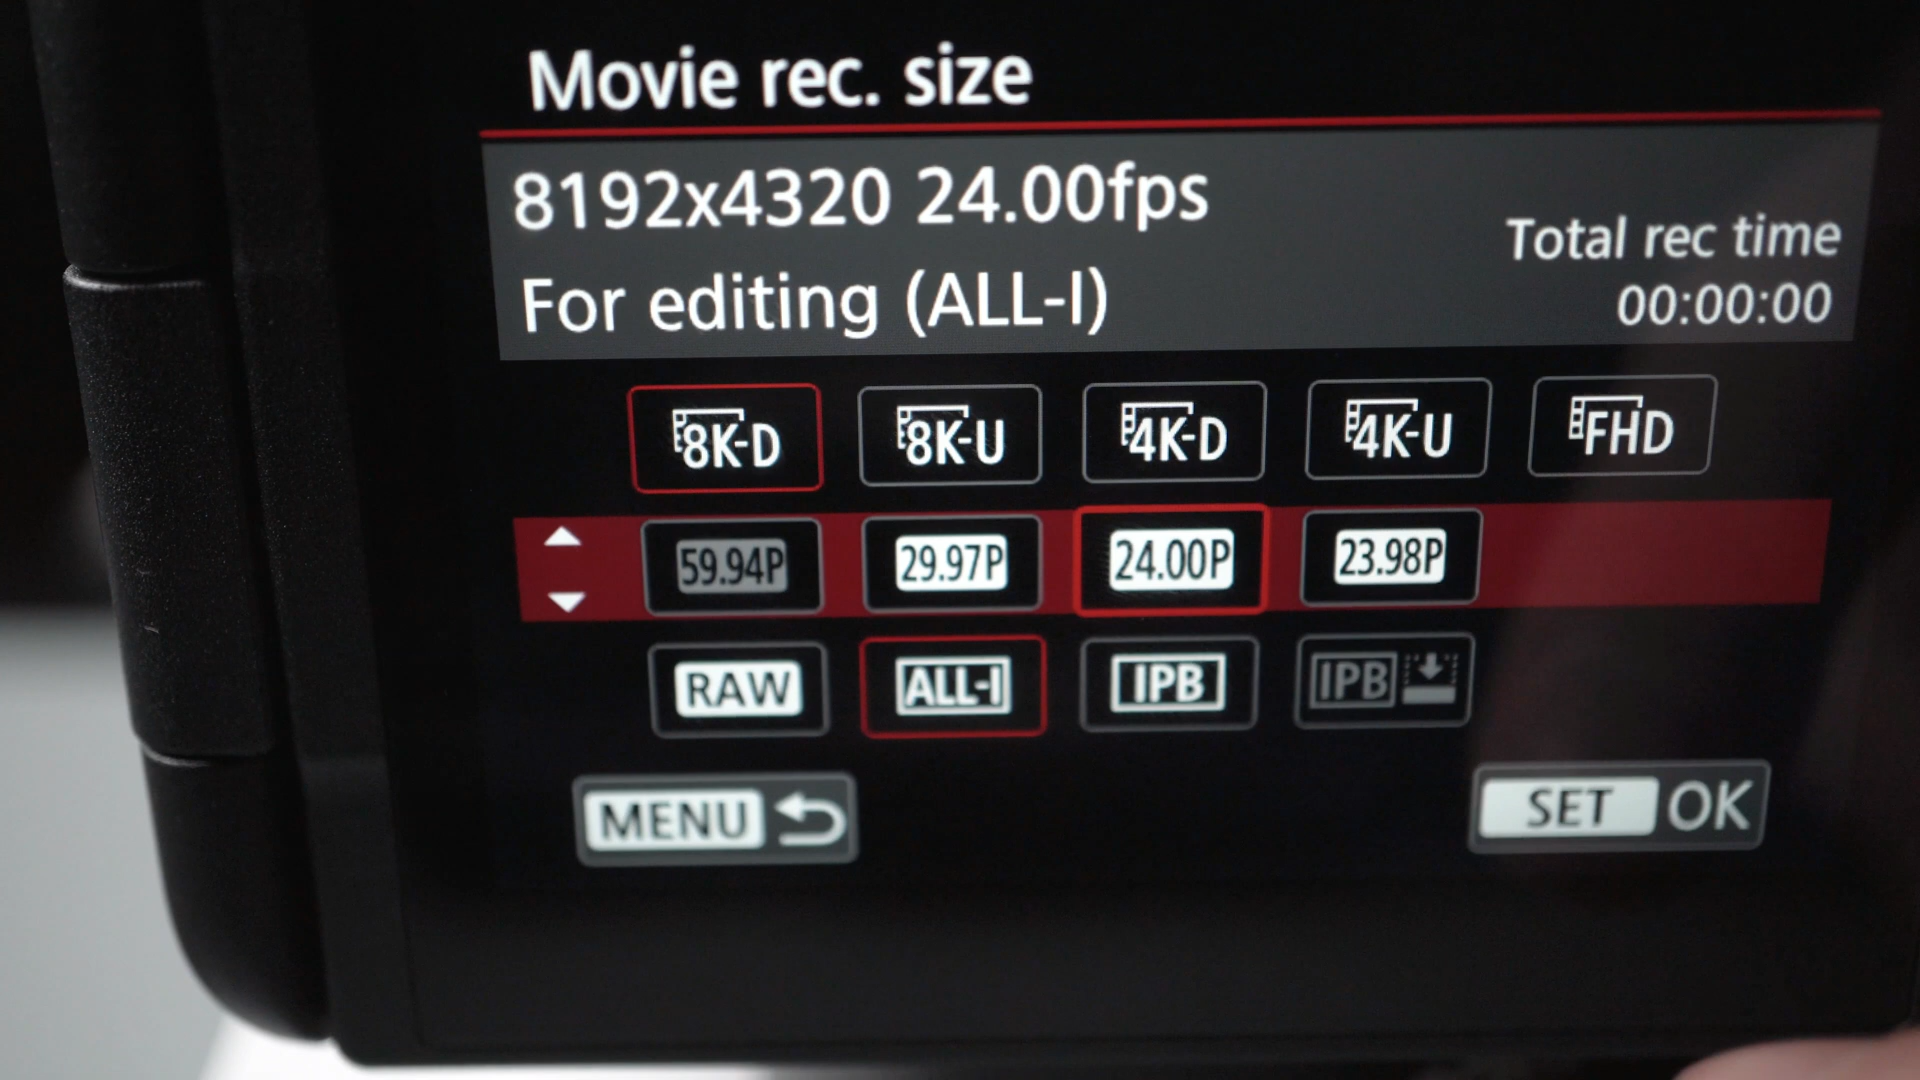 Movie rec. size
8192x4320 24.00fps
Total rec time
For editing (ALL-I)
00:00:00
8K-D 8K-U 4K-D 4K-U FHD
59.94P 29.97P 24.00P 23.98P
RAW ALL-I IPB IPB
MENU SET OK